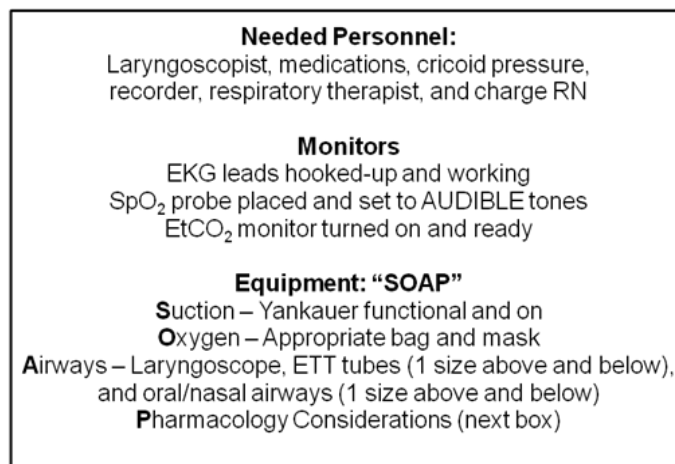 Needed Personnel:
Laryngoscopist, medications, cricoid pressure,
recorder, respiratory therapist, and charge RN
Monitors
EKG leads hooked-up and working
SpO₂ probe placed and set to AUDIBLE tones
EtCO₂ monitor turned on and ready
Equipment: “SOAP”
Suction – Yankauer functional and on
Oxygen – Appropriate bag and mask
Airways – Laryngoscope, ETT tubes (1 size above and below),
and oral/nasal airways (1 size above and below)
Pharmacology Considerations (next box)